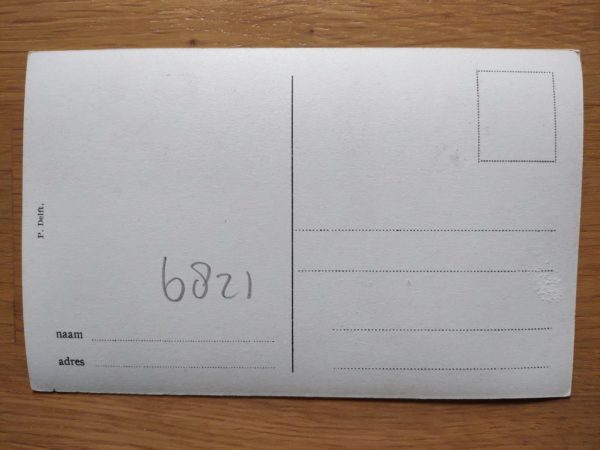 P. Delft.
6821
naam
adres